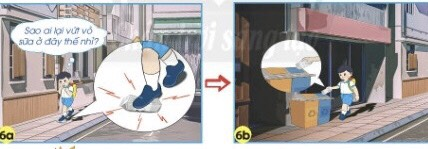 Sao ai lại vứt vỏ
sữa ở đây thế nhỉ?
6a
6b